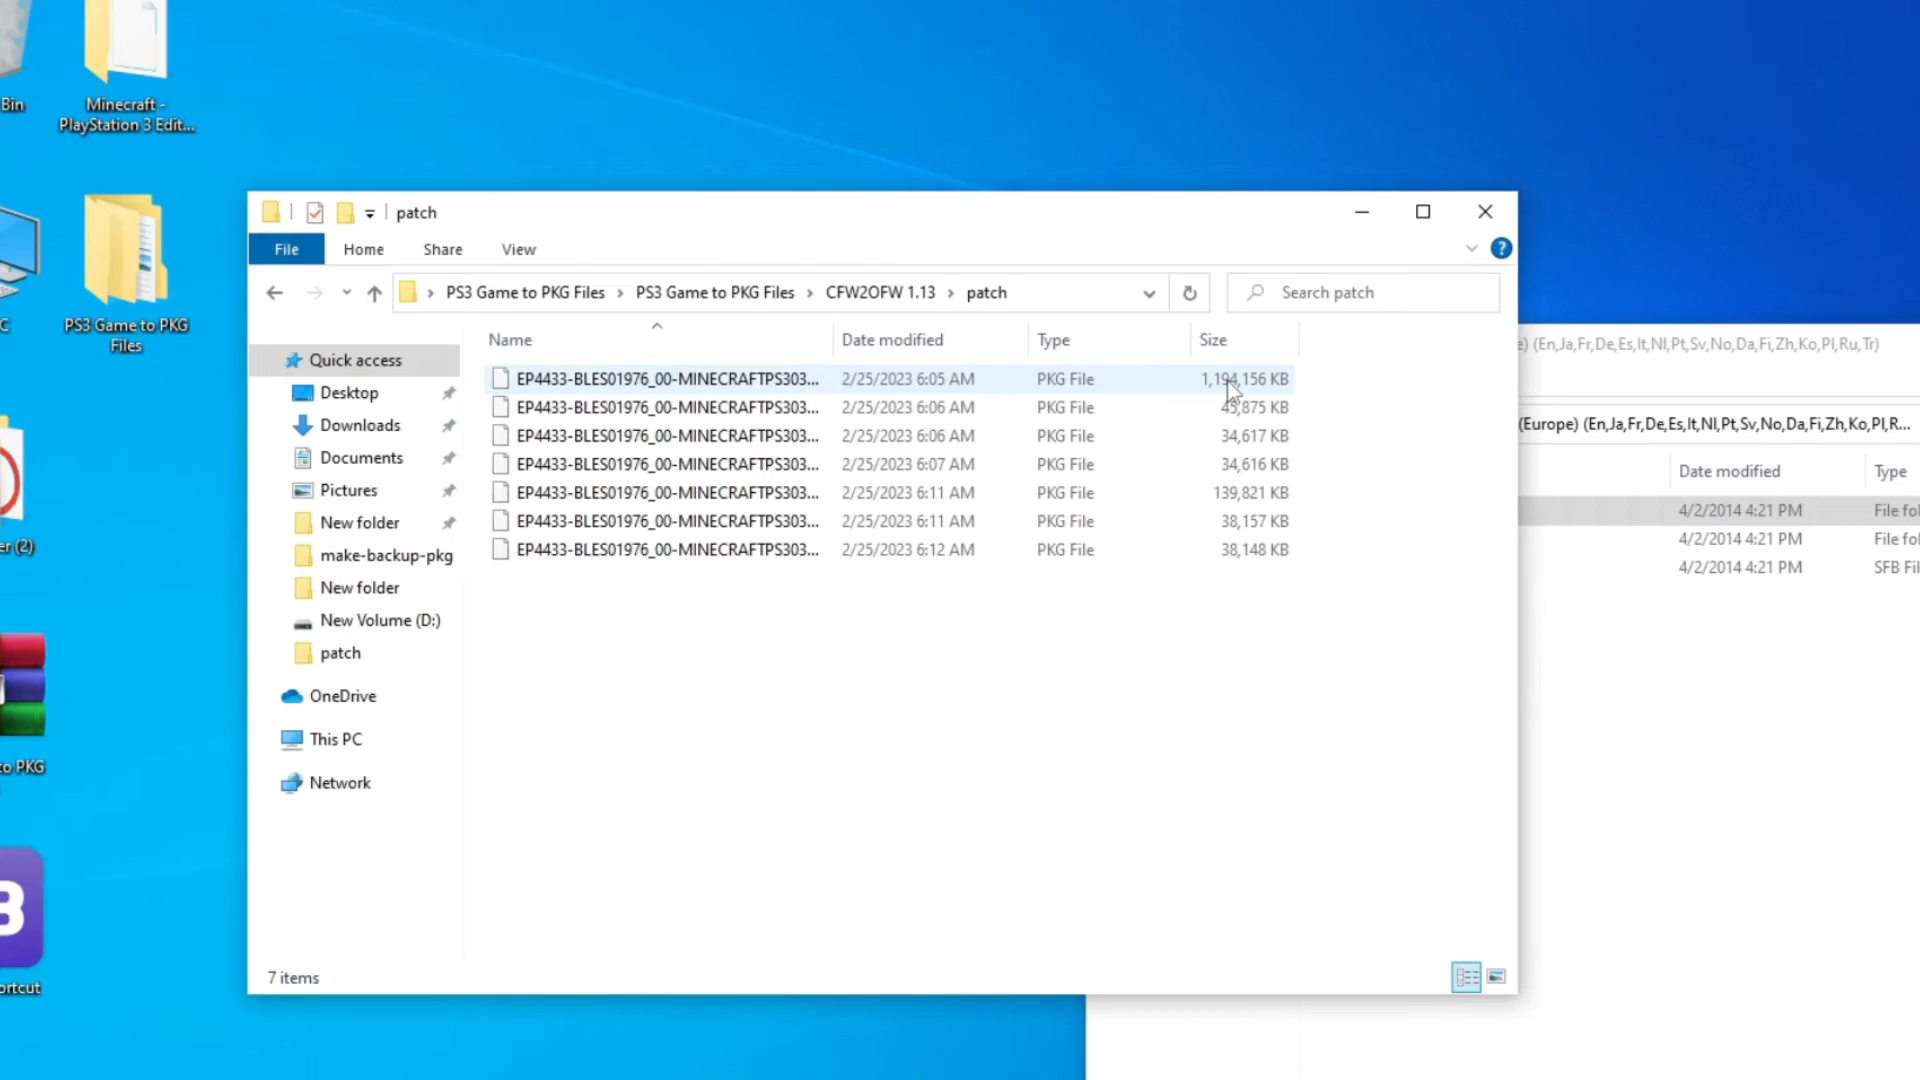 Bin
Minecraft -
PlayStation 3 Edit...
PS3 Game to PKG
Files
C
er (2)
to PKG
3
ortcut
patch
File Home Share View
?
PS3 Game to PKG Files › PS3 Game to PKG Files › CFW2OFW 1.13 › patch
Search patch
Name Date modified Type Size
EP4433-BLES01976_00-MINECRAFTPS303... 2/25/2023 6:05 AM PKG File 1,194,156 KB
EP4433-BLES01976_00-MINECRAFTPS303... 2/25/2023 6:06 AM PKG File 45,875 KB
EP4433-BLES01976_00-MINECRAFTPS303... 2/25/2023 6:06 AM PKG File 34,617 KB
EP4433-BLES01976_00-MINECRAFTPS303... 2/25/2023 6:07 AM PKG File 34,616 KB
EP4433-BLES01976_00-MINECRAFTPS303... 2/25/2023 6:11 AM PKG File 139,821 KB
EP4433-BLES01976_00-MINECRAFTPS303... 2/25/2023 6:11 AM PKG File 38,157 KB
EP4433-BLES01976_00-MINECRAFTPS303... 2/25/2023 6:12 AM PKG File 38,148 KB
Quick access
Desktop
Downloads
Documents
Pictures
New folder
make-backup-pkg
New folder
New Volume (D:)
patch
OneDrive
This PC
Network
7 items
e) (En,Ja,Fr,De,Es,It,Nl,Pt,Sv,No,Da,Fi,Zh,Ko,Pl,Ru,Tr)
(Europe) (En,Ja,Fr,De,Es,It,Nl,Pt,Sv,No,Da,Fi,Zh,Ko,Pl,R...
Date modified Type
4/2/2014 4:21 PM File fo
4/2/2014 4:21 PM File fo
4/2/2014 4:21 PM SFB Fil